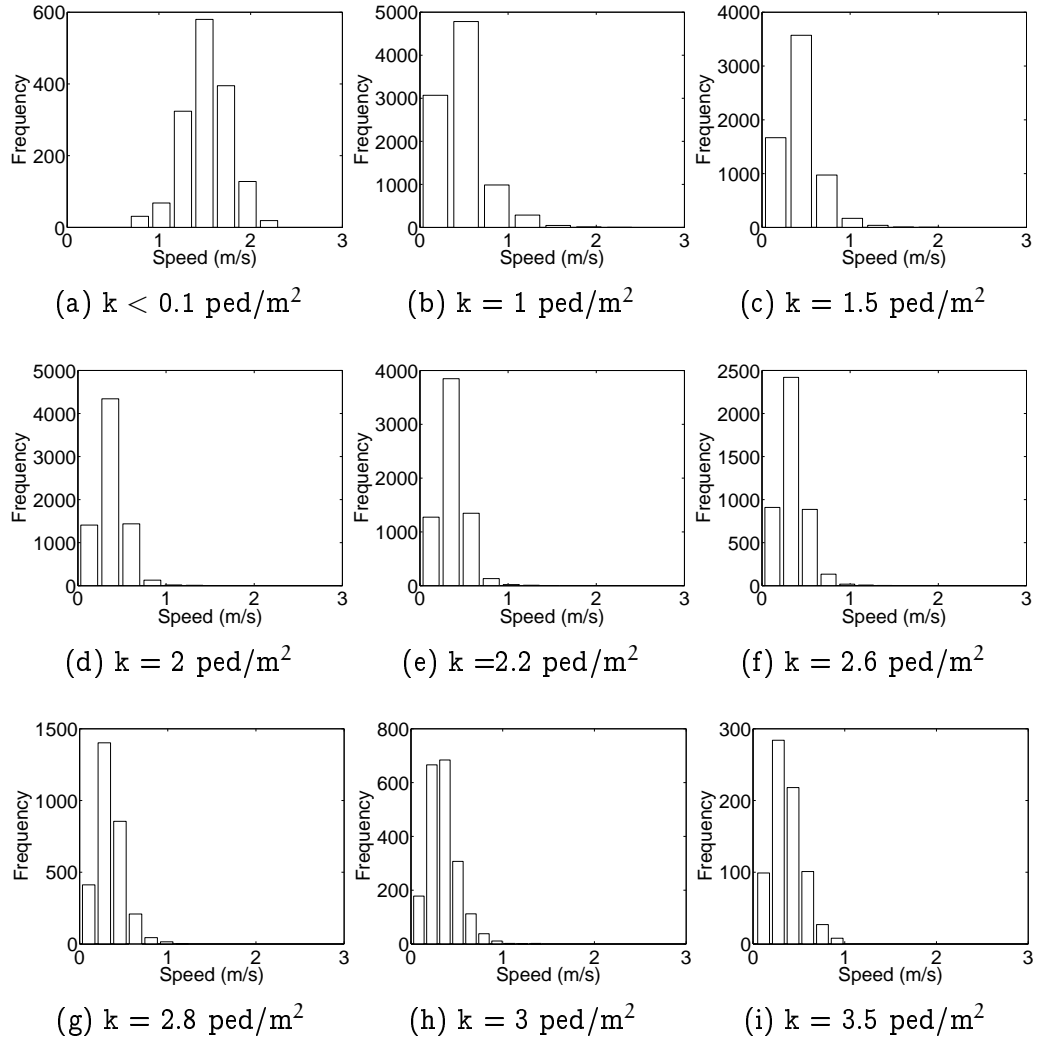 600
400
200
0
Frequency
0 1 2 3
Speed (m/s)
(a) k < 0.1 ped/m²
5000
4000
3000
2000
1000
0
Frequency
0 1 2 3
Speed (m/s)
(b) k = 1 ped/m²
4000
3000
2000
1000
0
Frequency
0 1 2 3
Speed (m/s)
(c) k = 1.5 ped/m²
5000
4000
3000
2000
1000
0
Frequency
0 1 2 3
Speed (m/s)
(d) k = 2 ped/m²
4000
3000
2000
1000
0
Frequency
0 1 2 3
Speed (m/s)
(e) k =2.2 ped/m²
2500
2000
1500
1000
500
0
Frequency
0 1 2 3
Speed (m/s)
(f) k = 2.6 ped/m²
1500
1000
500
0
Frequency
0 1 2 3
Speed (m/s)
(g) k = 2.8 ped/m²
800
600
400
200
0
Frequency
0 1 2 3
Speed (m/s)
(h) k = 3 ped/m²
300
200
100
0
Frequency
0 1 2 3
Speed (m/s)
(i) k = 3.5 ped/m²